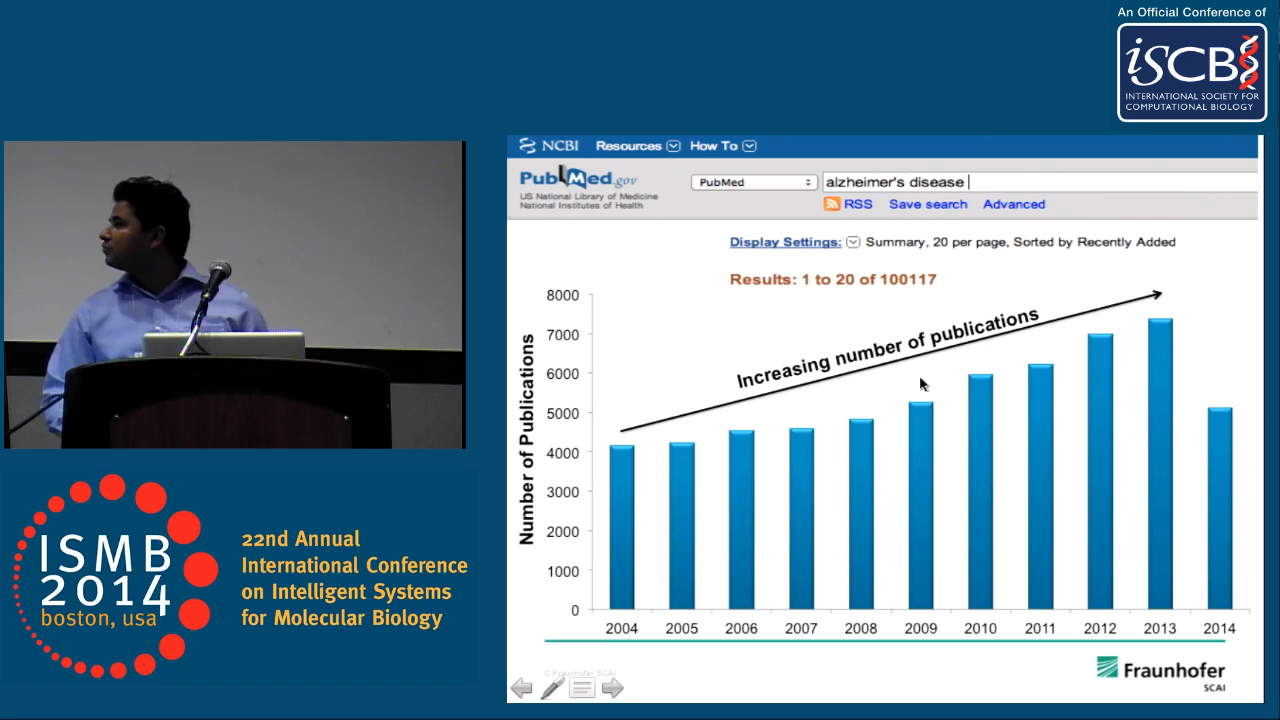 An Official Conference of
iSCB
INTERNATIONAL SOCIETY FOR
COMPUTATIONAL BIOLOGY
NCBI Resources How To
PubMed.gov
US National Library of Medicine
National Institutes of Health
PubMed
alzheimer's disease
RSS Save search Advanced
Display Settings: Summary, 20 per page, Sorted by Recently Added
Results: 1 to 20 of 100117
Increasing number of publications
Number of Publications
8000
7000
6000
5000
4000
3000
2000
1000
0
2004 2005 2006 2007 2008 2009 2010 2011 2012 2013 2014
© Fraunhofer SCAI
Fraunhofer
SCAI
ISMB
2014
boston, usa
22nd Annual
International Conference
on Intelligent Systems
for Molecular Biology